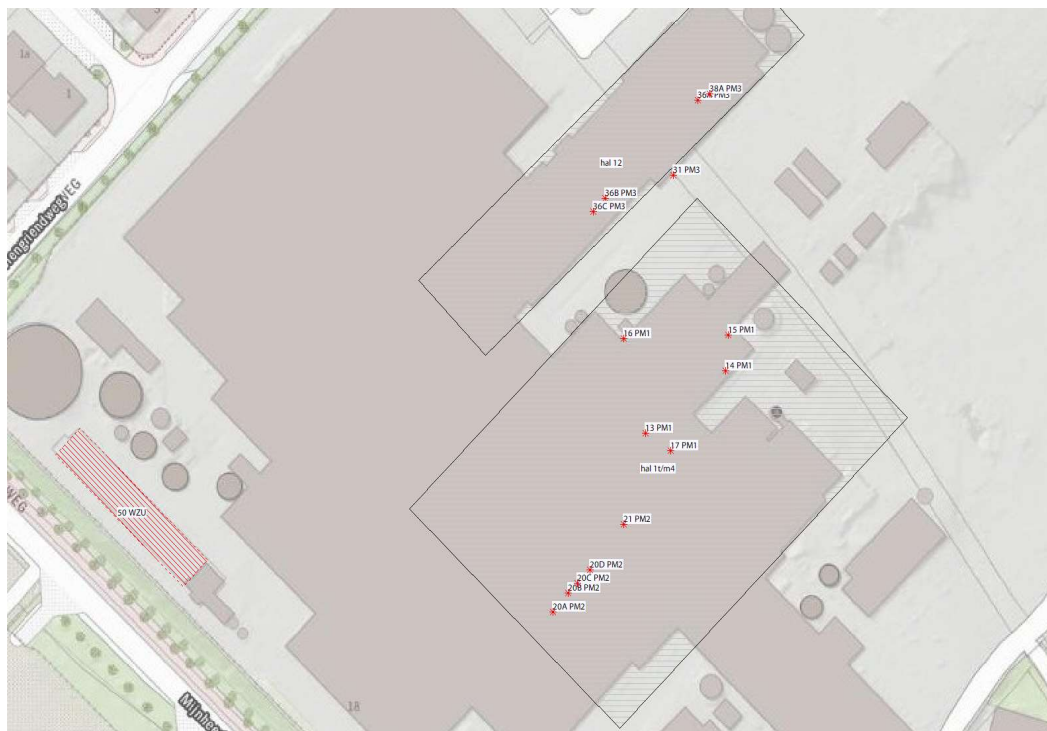 1a
1
38A PM3
36A PM3
hal 12
31 PM3
36B PM3
36C PM3
16 PM1
15 PM1
14 PM1
13 PM1
17 PM1
hal 1t/m4
50 WZU
21 PM2
20D PM2
20C PM2
20B PM2
20A PM2
18